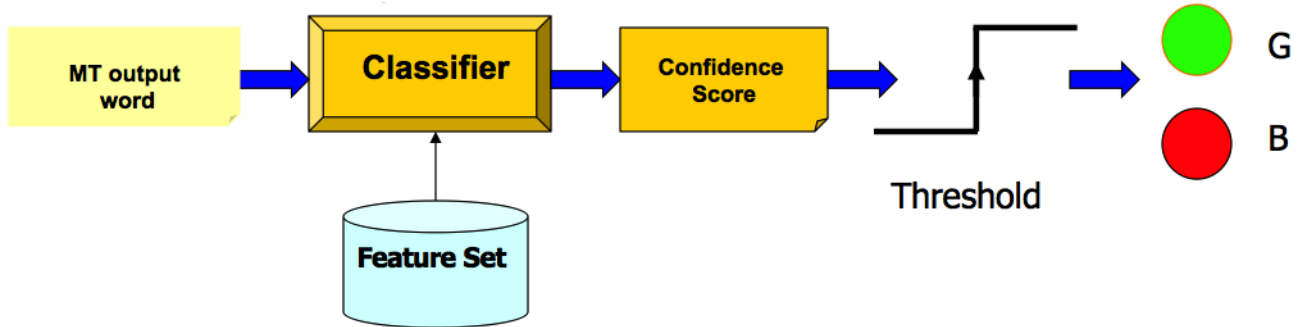 MT output
word
Classifier
Confidence
Score
G
B
Threshold
Feature Set